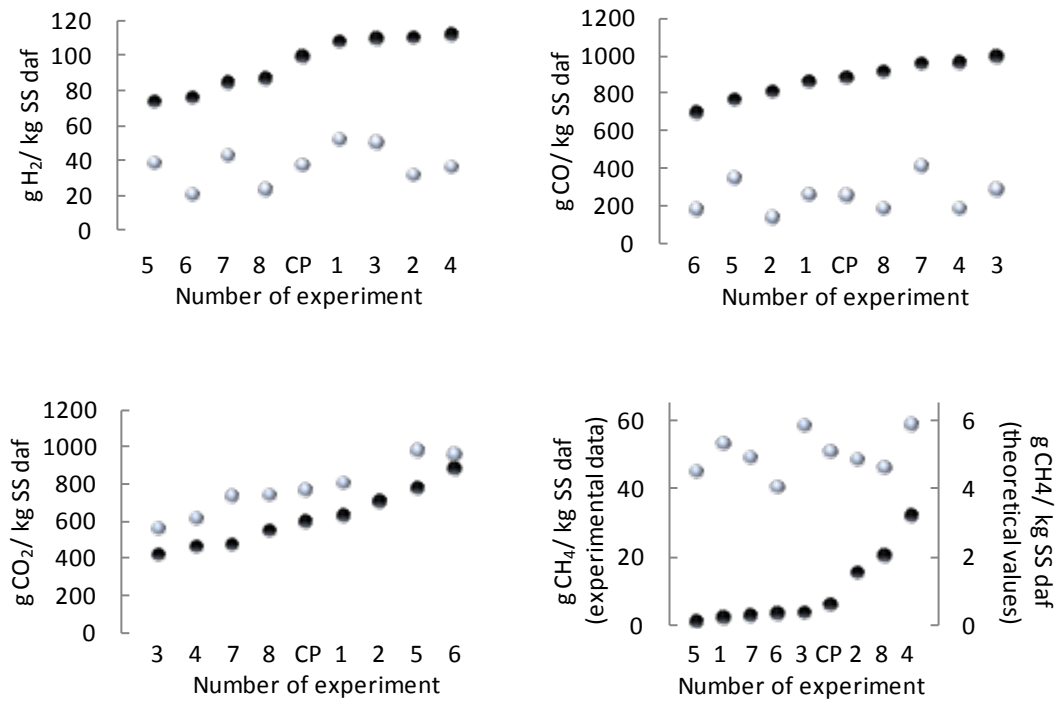 g H₂/ kg SS daf
120
100
80
60
40
20
0
5 6 7 8 CP 1 3 2 4
Number of experiment
g CO/ kg SS daf
1200
1000
800
600
400
200
0
6 5 2 1 CP 8 7 4 3
Number of experiment
g CO₂/ kg SS daf
1200
1000
800
600
400
200
0
3 4 7 8 CP 1 2 5 6
Number of experiment
g CH₄/ kg SS daf
(experimental data)
60
40
20
0
6
4
2
0
g CH4/ kg SS daf
(theoretical values)
5 1 7 6 3 CP 2 8 4
Number of experiment